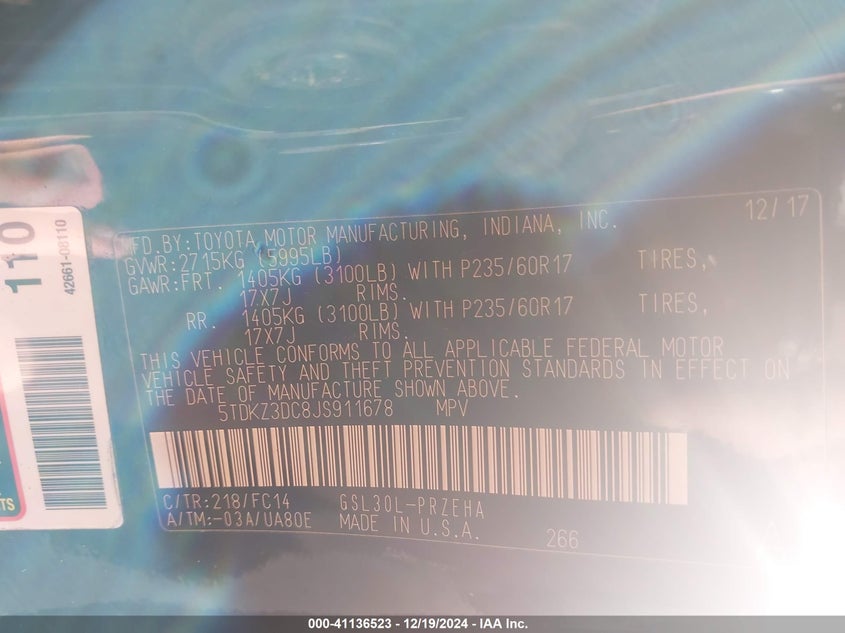 110
42661-08110
TS
MFD.BY:TOYOTA MOTOR MANUFACTURING, INDIANA, INC. 12/17
GVWR:2715KG (5995LB)
GAWR:FRT. 1405KG (3100LB) WITH P235/60R17 TIRES,
17X7J RIMS.
RR. 1405KG (3100LB) WITH P235/60R17 TIRES,
17X7J RIMS.
THIS VEHICLE CONFORMS TO ALL APPLICABLE FEDERAL MOTOR
VEHICLE SAFETY AND THEFT PREVENTION STANDARDS IN EFFECT ON
THE DATE OF MANUFACTURE SHOWN ABOVE.
5TDKZ3DC8JS911678 MPV
C/TR:218/FC14 GSL30L-PRZEHA
A/TM:-03A/UA80E MADE IN U.S.A. 266 A
000-41136523 - 12/19/2024 - IAA Inc.